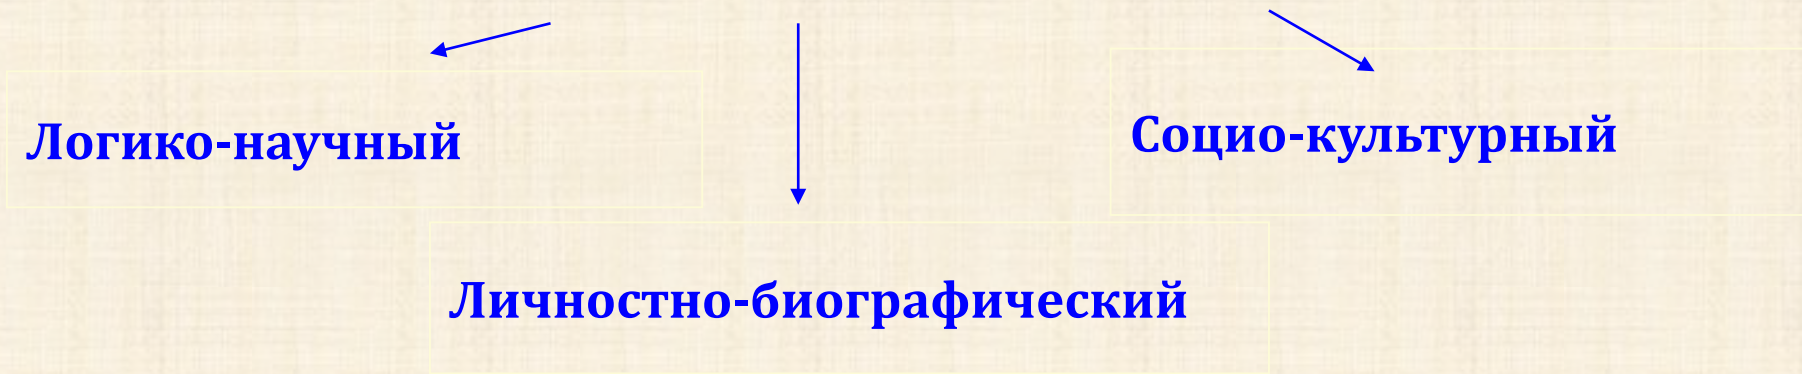 Логико-научный
Социо-культурный
Личностно-биографический